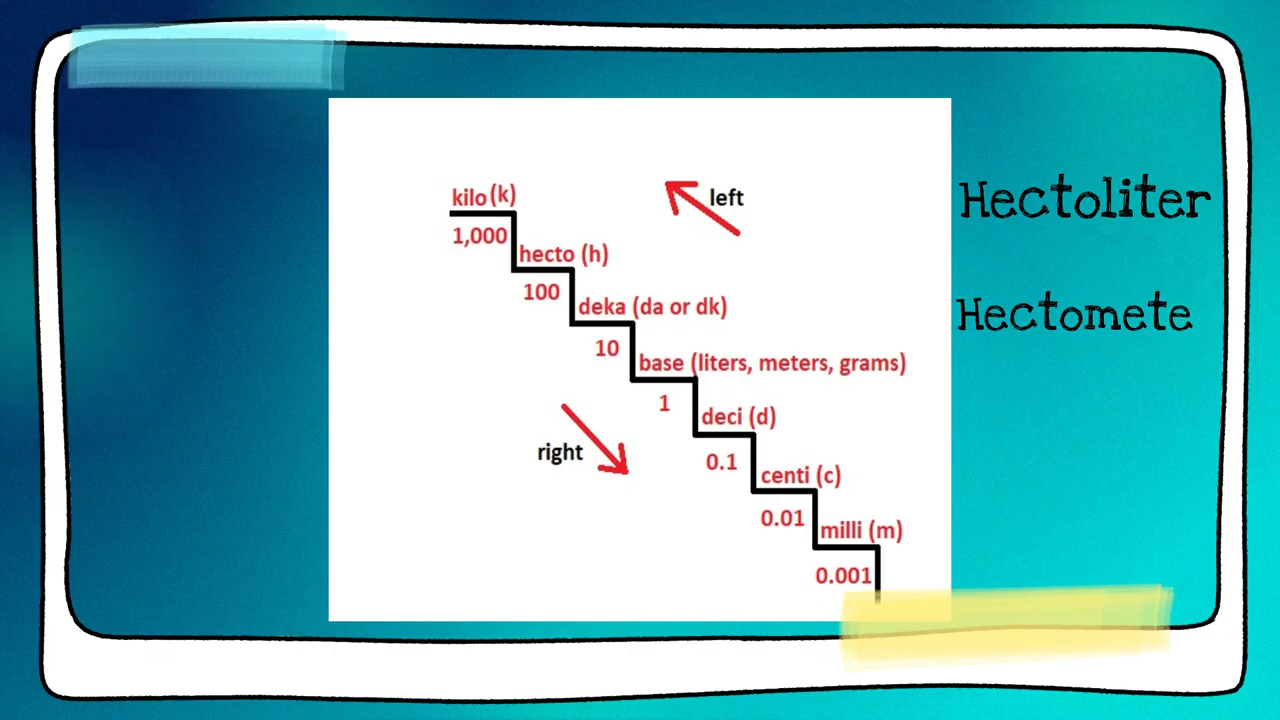 kilo (k)
1,000
left
hecto (h)
100
deka (da or dk)
10
base (liters, meters, grams)
1
deci (d)
0.1
right
centi (c)
0.01
milli (m)
0.001
Hectoliter
Hectomete